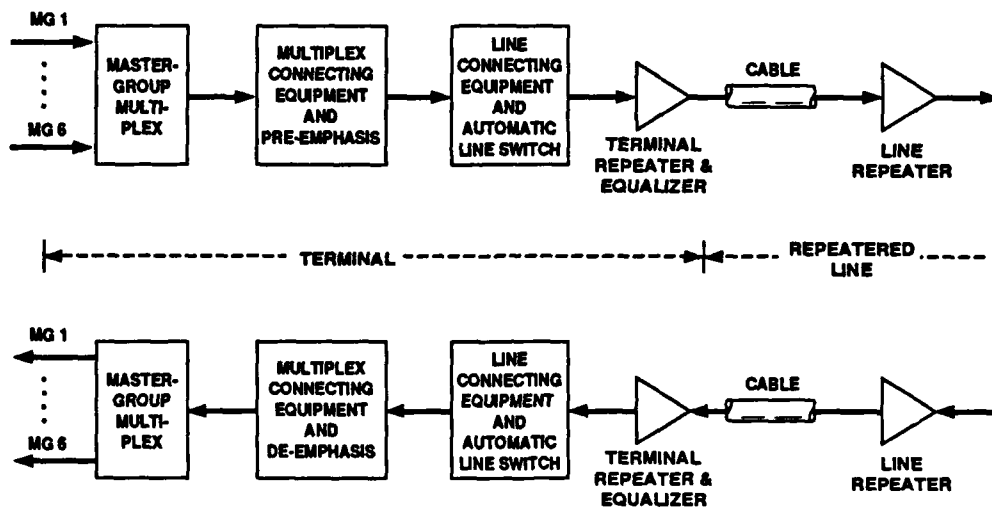 MG 1
MG 6
MASTER-
GROUP
MULTI-
PLEX
MULTIPLEX
CONNECTING
EQUIPMENT
AND
PRE-EMPHASIS
LINE
CONNECTING
EQUIPMENT
AND
AUTOMATIC
LINE SWITCH
TERMINAL
REPEATER &
EQUALIZER
CABLE
LINE
REPEATER
TERMINAL
REPEATERED
LINE
MG 1
MG 6
MASTER-
GROUP
MULTI-
PLEX
MULTIPLEX
CONNECTING
EQUIPMENT
AND
DE-EMPHASIS
LINE
CONNECTING
EQUIPMENT
AND
AUTOMATIC
LINE SWITCH
TERMINAL
REPEATER &
EQUALIZER
CABLE
LINE
REPEATER